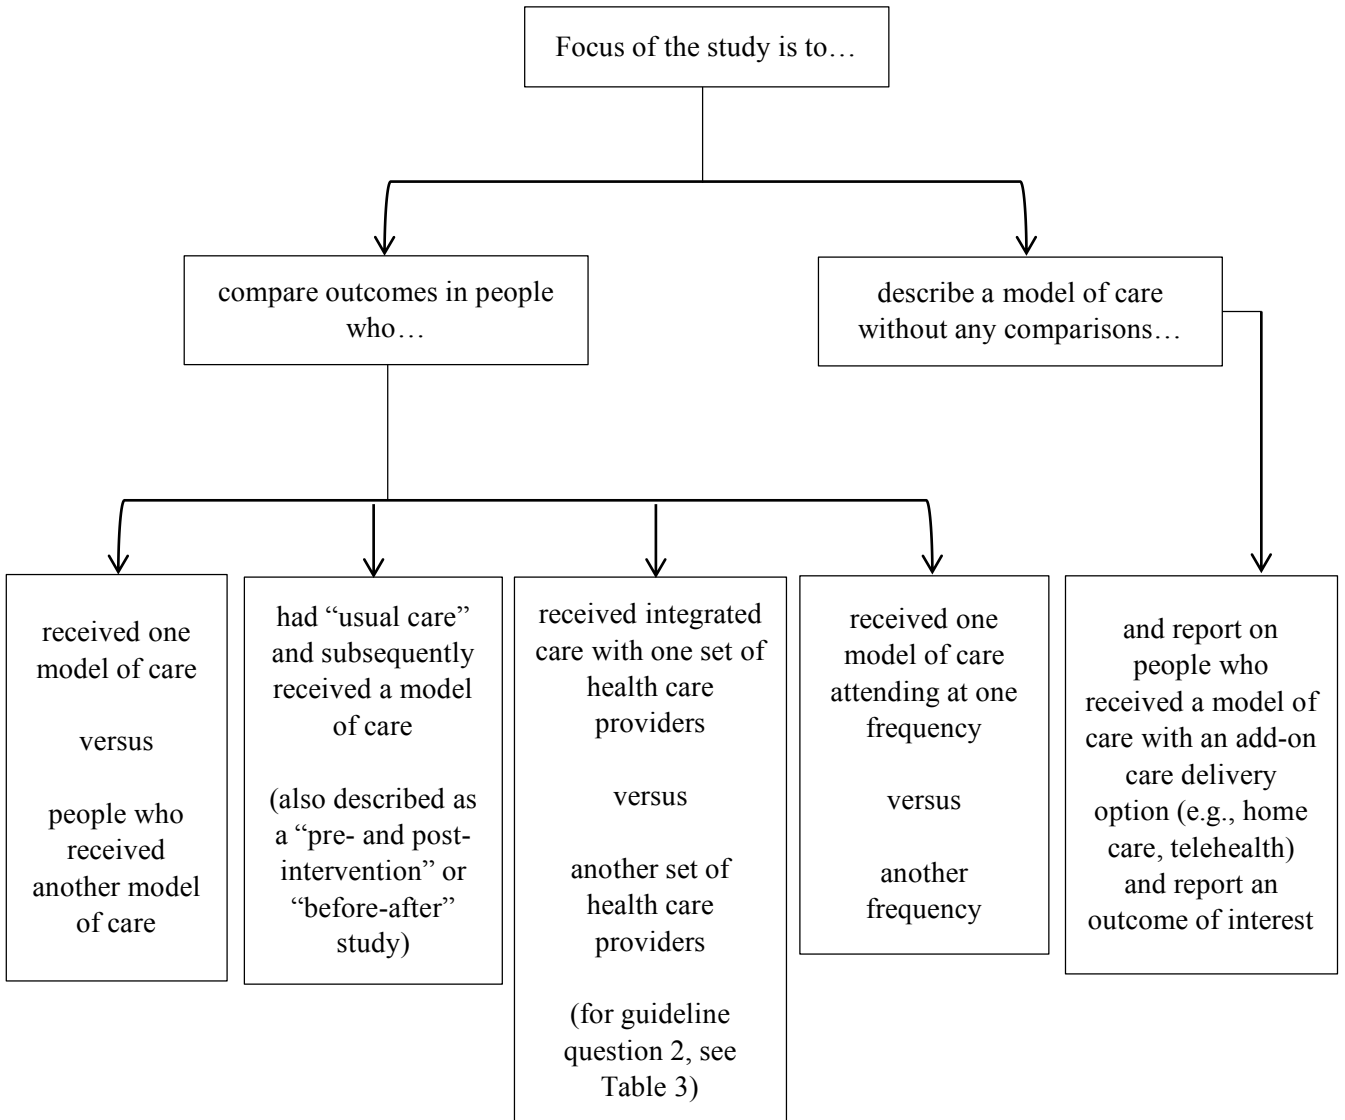 Focus of the study is to…
compare outcomes in people
who…
describe a model of care
without any comparisons…
received one
model of care
versus
people who
received
another model
of care
had “usual care”
and subsequently
received a model
of care
(also described as
a “pre- and post-
intervention” or
“before-after”
study)
received integrated
care with one set of
health care
providers
versus
another set of
health care
providers
(for guideline
question 2, see
Table 3)
received one
model of care
attending at one
frequency
versus
another
frequency
and report on
people who
received a model of
care with an add-on
care delivery
option (e.g., home
care, telehealth)
and report an
outcome of interest